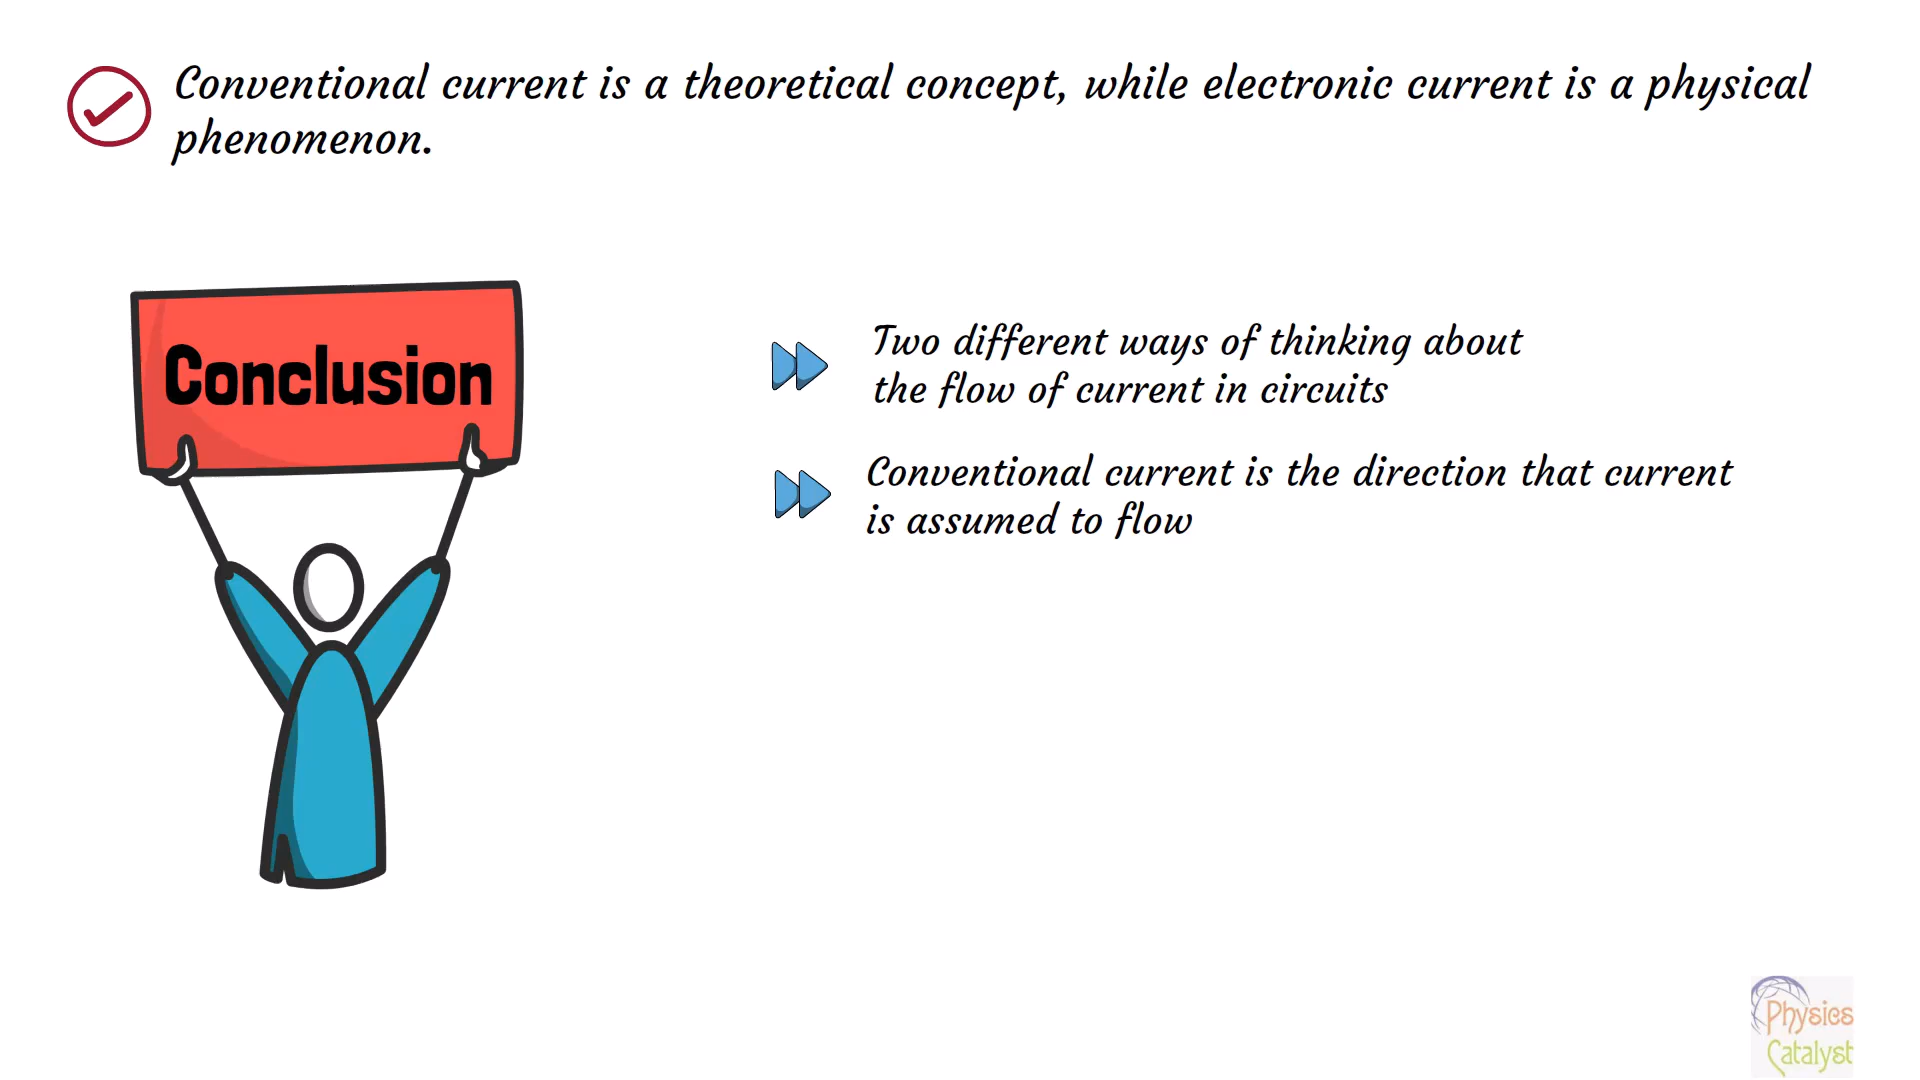 Conventional current is a theoretical concept, while electronic current is a physical
phenomenon.
Conclusion
Two different ways of thinking about
the flow of current in circuits
Conventional current is the direction that current
is assumed to flow
Physics
Catalyst